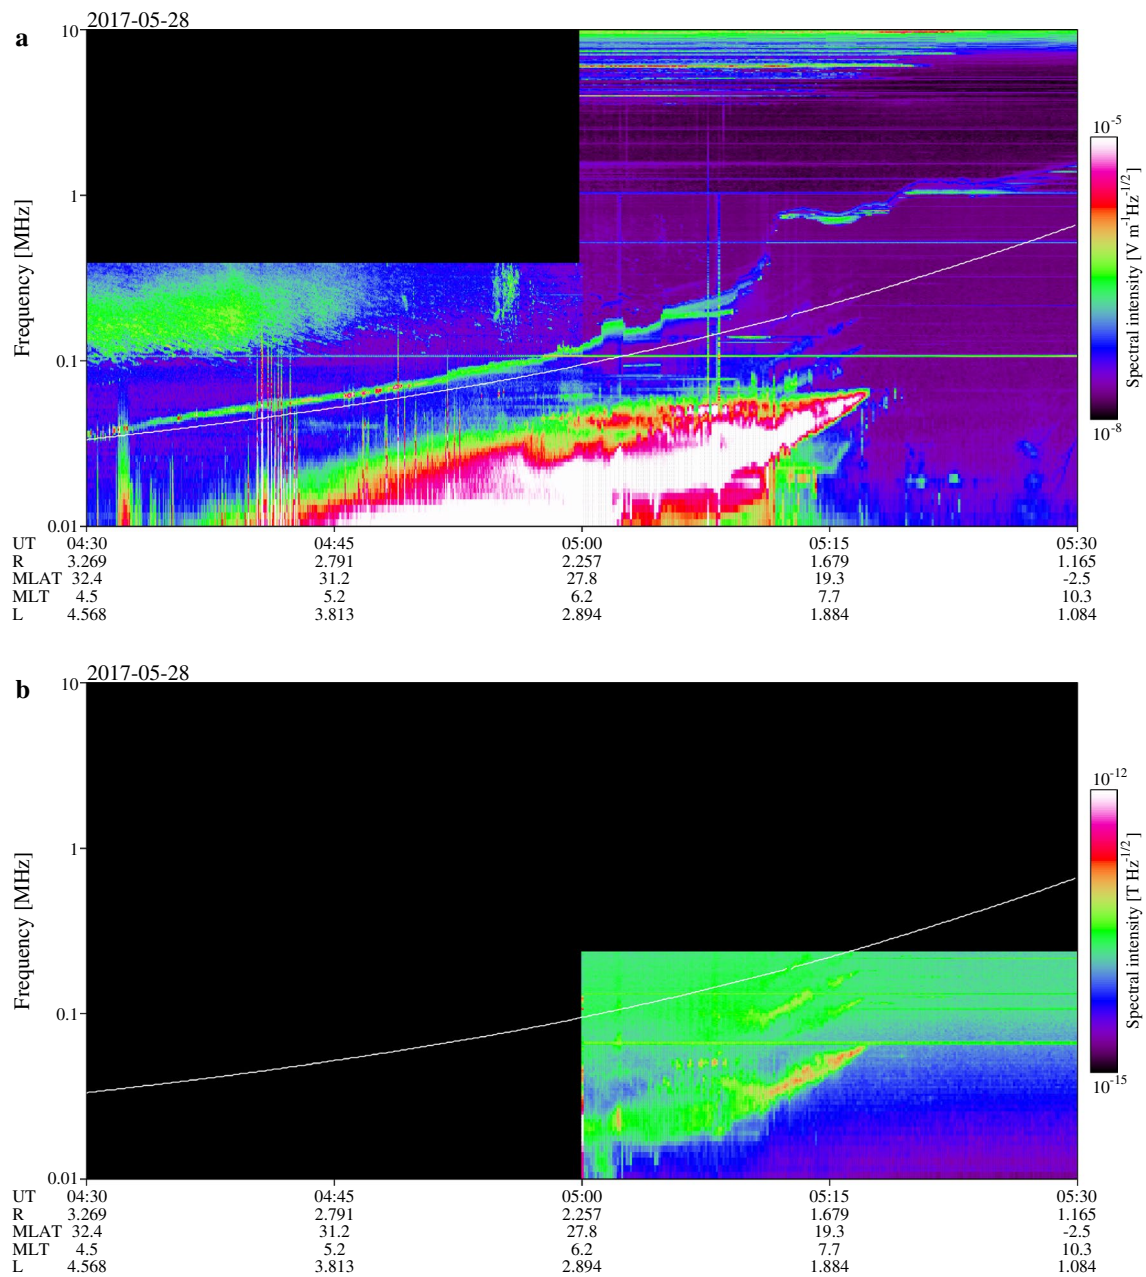 a
2017-05-28
10
1
0.1
0.01
Frequency [MHz]
10-5
10-8
Spectral intensity [V m-1Hz-1/2]
UT 04:30 04:45 05:00 05:15 05:30
R 3.269 2.791 2.257 1.679 1.165
MLAT 32.4 31.2 27.8 19.3 -2.5
MLT 4.5 5.2 6.2 7.7 10.3
L 4.568 3.813 2.894 1.884 1.084
b
2017-05-28
10
1
0.1
0.01
Frequency [MHz]
10-12
10-15
Spectral intensity [T Hz-1/2]
UT 04:30 04:45 05:00 05:15 05:30
R 3.269 2.791 2.257 1.679 1.165
MLAT 32.4 31.2 27.8 19.3 -2.5
MLT 4.5 5.2 6.2 7.7 10.3
L 4.568 3.813 2.894 1.884 1.084